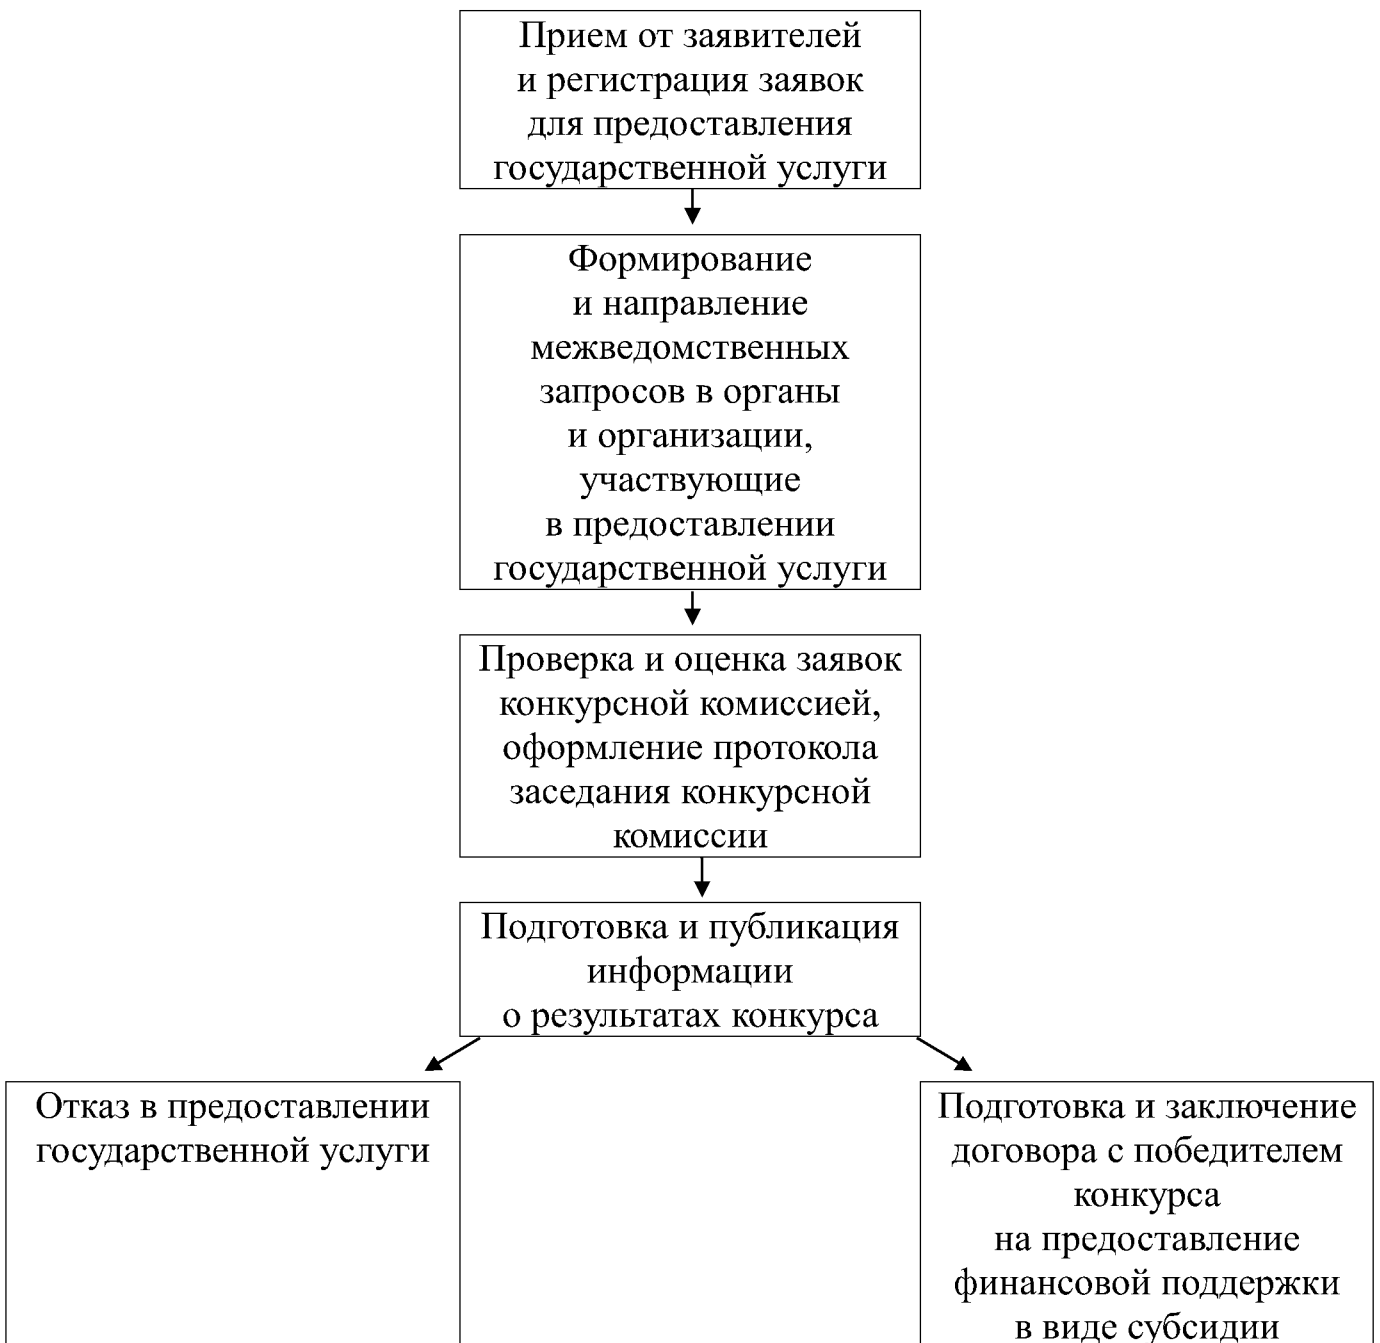 Прием от заявителей
и регистрация заявок
для предоставления
государственной услуги
Формирование
и направление
межведомственных
запросов в органы
и организации,
участвующие
в предоставлении
государственной услуги
Проверка и оценка заявок
конкурсной комиссией,
оформление протокола
заседания конкурсной
комиссии
Подготовка и публикация
информации
о результатах конкурса
Отказ в предоставлении
государственной услуги
Подготовка и заключение
договора с победителем
конкурса
на предоставление
финансовой поддержки
в виде субсидии